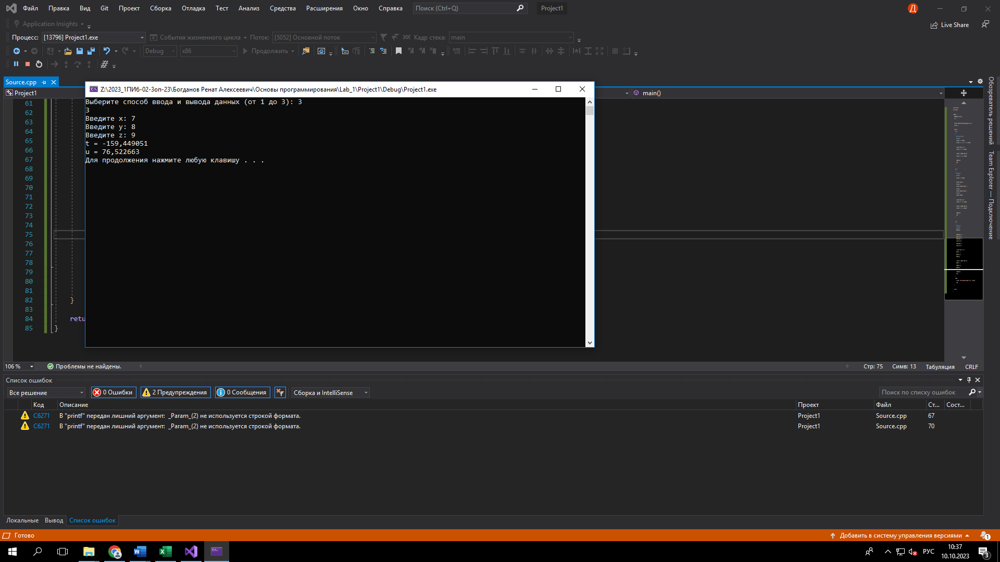 Файл Правка Вид Git Проект Сборка Отладка Тест Анализ Средства Расширения Окно Справка Поиск (Ctrl+Q) Project1 Д
Application Insights Live Share
Процесс: [13796] Project1.exe События жизненного цикла Поток: [5052] Основной поток Кадр стека: main
Debug x86 Продолжить
Source.cpp
Project1 main()
Z:\2023_1ПИб-02-3оп-23\Богданов Ренат Алексеевич\Основы программирования\Lab_1\Project1\Debug\Project1.exe
Выберите способ ввода и вывода данных (от 1 до 3): 3
3
Введите x: 7
Введите y: 8
Введите z: 9
t = -159,449051
u = 76,522663
Для продолжения нажмите любую клавишу . . .
61
62
63
64
65
66
67
68
69
70
71
72
73
74
75
76
77
78
79
80
81
82 }
83
84 retu
85 }
Обозреватель решений
Team Explorer — Подключение
106 % Проблемы не найдены. Стр: 75 Симв: 13 Табуляция CRLF
Список ошибок
Все решение 0 Ошибки 2 Предупреждения 0 Сообщения Сборка и IntelliSense Поиск по списку ошибок
Код Описание Проект Файл Ст... Сост...
C6271 В "printf" передан лишний аргумент: _Param_(2) не используется строкой формата. Project1 Source.cpp 67
C6271 В "printf" передан лишний аргумент: _Param_(2) не используется строкой формата. Project1 Source.cpp 70
Локальные Вывод Список ошибок
Готово Добавить в систему управления версиями 1
РУС 10:37
10.10.2023 3